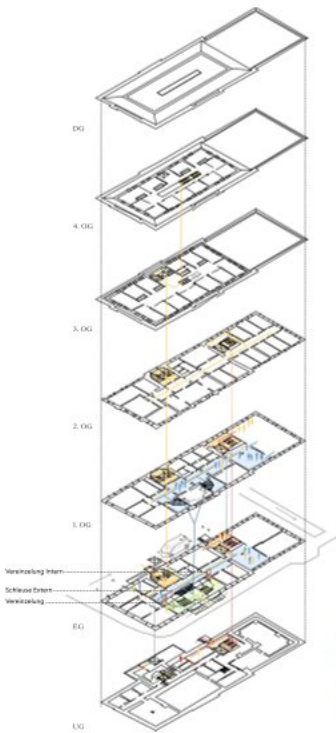 DG
4. OG
3. OG
2. OG
1. OG
Vereinzelung Intern
Schleuse Extern
Vereinzelung
EG
UG